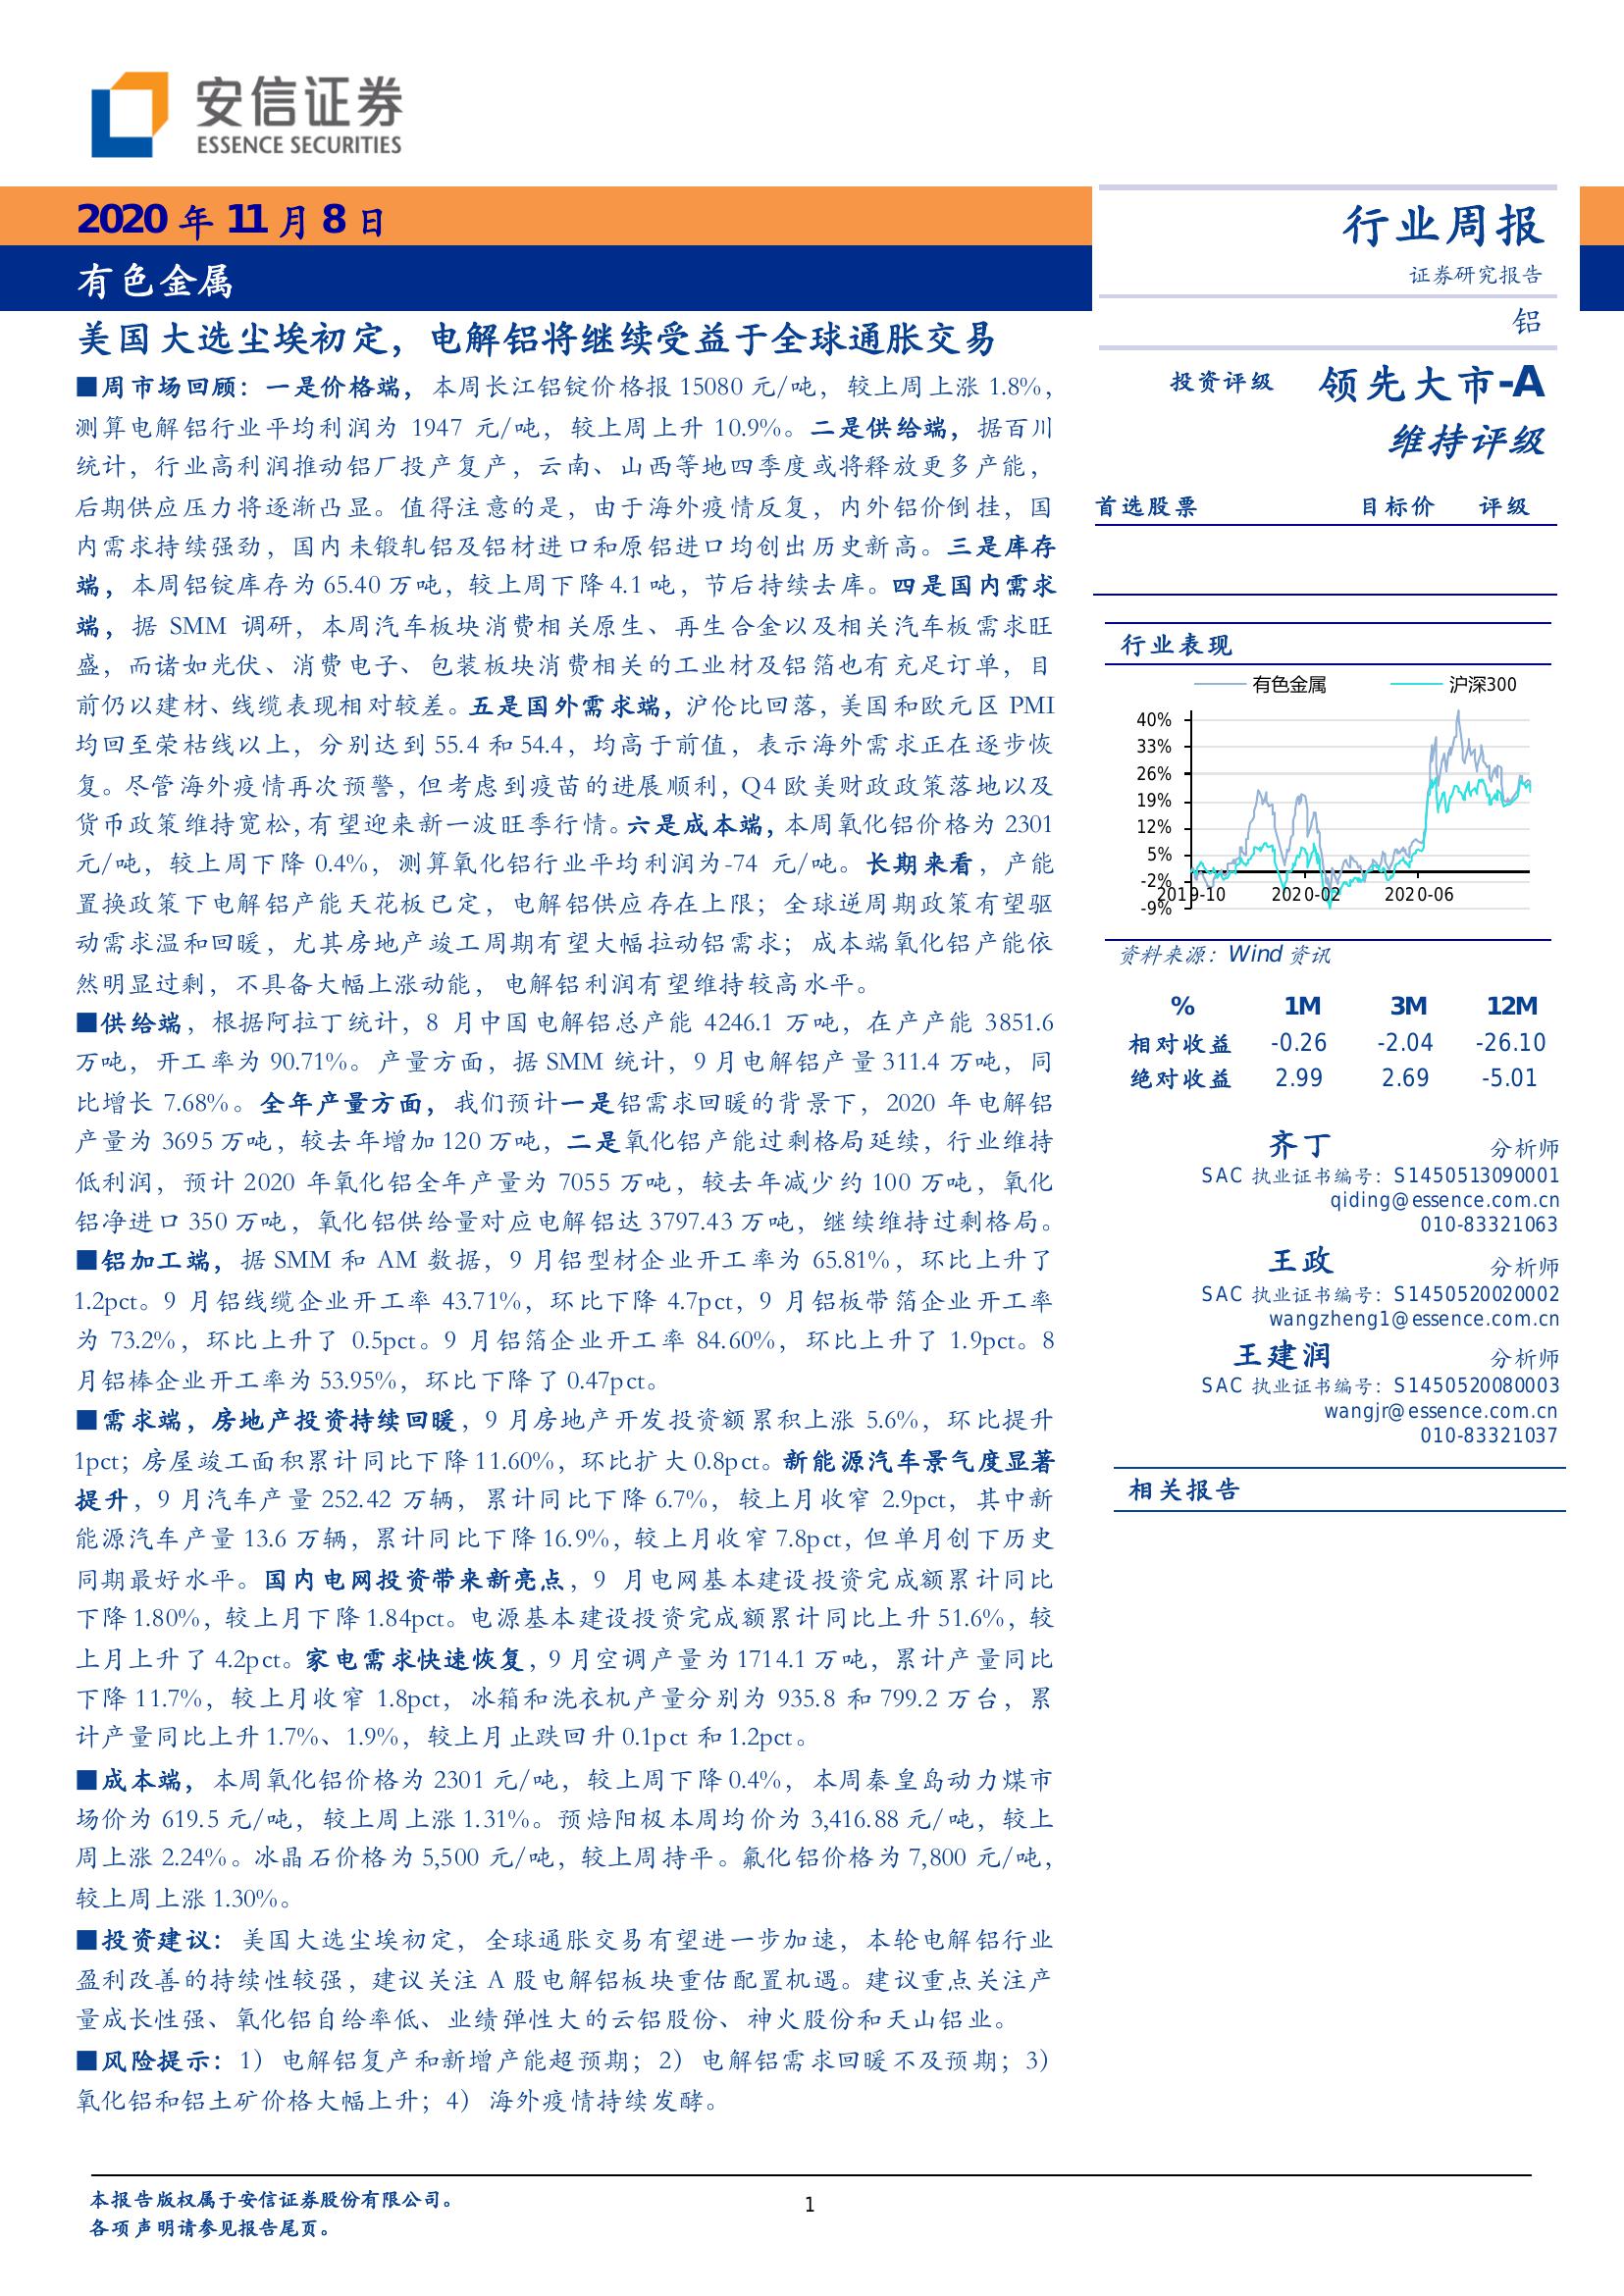 安信证券
ESSENCE SECURITIES
2020 年 11 月 8 日
有色金属
美国大选尘埃初定，电解铝将继续受益于全球通胀交易
■周市场回顾：一是价格端，本周长江铝锭价格报 15080 元/吨，较上周上涨 1.8%，
测算电解铝行业平均利润为 1947 元/吨，较上周上升 10.9%。二是供给端，据百川
统计，行业高利润推动铝厂投产复产，云南、山西等地四季度或将释放更多产能，
后期供应压力将逐渐凸显。值得注意的是，由于海外疫情反复，内外铝价倒挂，国
内需求持续强劲，国内未锻轧铝及铝材进口和原铝进口均创出历史新高。三是库存
端，本周铝锭库存为 65.40 万吨，较上周下降 4.1 吨，节后持续去库。四是国内需求
端，据 SMM 调研，本周汽车板块消费相关原生、再生合金以及相关汽车板需求旺
盛，而诸如光伏、消费电子、包装板块消费相关的工业材及铝箔也有充足订单，目
前仍以建材、线缆表现相对较差。五是国外需求端，沪伦比回落，美国和欧元区 PMI
均回至荣枯线以上，分别达到 55.4 和 54.4，均高于前值，表示海外需求正在逐步恢
复。尽管海外疫情再次预警，但考虑到疫苗的进展顺利，Q4 欧美财政政策落地以及
货币政策维持宽松，有望迎来新一波旺季行情。六是成本端，本周氧化铝价格为 2301
元/吨，较上周下降 0.4%，测算氧化铝行业平均利润为-74 元/吨。长期来看，产能
置换政策下电解铝产能天花板已定，电解铝供应存在上限；全球逆周期政策有望驱
动需求温和回暖，尤其房地产竣工周期有望大幅拉动铝需求；成本端氧化铝产能依
然明显过剩，不具备大幅上涨动能，电解铝利润有望维持较高水平。
■供给端，根据阿拉丁统计，8 月中国电解铝总产能 4246.1 万吨，在产产能 3851.6
万吨，开工率为 90.71%。产量方面，据 SMM 统计，9 月电解铝产量 311.4 万吨，同
比增长 7.68%。全年产量方面，我们预计一是铝需求回暖的背景下，2020 年电解铝
产量为 3695 万吨，较去年增加 120 万吨，二是氧化铝产能过剩格局延续，行业维持
低利润，预计 2020 年氧化铝全年产量为 7055 万吨，较去年减少约 100 万吨，氧化
铝净进口 350 万吨，氧化铝供给量对应电解铝达 3797.43 万吨，继续维持过剩格局。
■铝加工端，据 SMM 和 AM 数据，9 月铝型材企业开工率为 65.81%，环比上升了
1.2pct。9 月铝线缆企业开工率 43.71%，环比下降 4.7pct，9 月铝板带箔企业开工率
为 73.2%，环比上升了 0.5pct。9 月铝箔企业开工率 84.60%，环比上升了 1.9pct。8
月铝棒企业开工率为 53.95%，环比下降了 0.47pct。
■需求端，房地产投资持续回暖，9 月房地产开发投资额累积上涨 5.6%，环比提升
1pct；房屋竣工面积累计同比下降 11.60%，环比扩大 0.8pct。新能源汽车景气度显著
提升，9 月汽车产量 252.42 万辆，累计同比下降 6.7%，较上月收窄 2.9pct，其中新
能源汽车产量 13.6 万辆，累计同比下降 16.9%，较上月收窄 7.8pct，但单月创下历史
同期最好水平。国内电网投资带来新亮点，9 月电网基本建设投资完成额累计同比
下降 1.80%，较上月下降 1.84pct。电源基本建设投资完成额累计同比上升 51.6%，较
上月上升了 4.2pct。家电需求快速恢复，9 月空调产量为 1714.1 万吨，累计产量同比
下降 11.7%，较上月收窄 1.8pct，冰箱和洗衣机产量分别为 935.8 和 799.2 万台，累
计产量同比上升 1.7%、1.9%，较上月止跌回升 0.1pct 和 1.2pct。
■成本端，本周氧化铝价格为 2301 元/吨，较上周下降 0.4%，本周秦皇岛动力煤市
场价为 619.5 元/吨，较上周上涨 1.31%。预焙阳极本周均价为 3,416.88 元/吨，较上
周上涨 2.24%。冰晶石价格为 5,500 元/吨，较上周持平。氟化铝价格为 7,800 元/吨，
较上周上涨 1.30%。
■投资建议：美国大选尘埃初定，全球通胀交易有望进一步加速，本轮电解铝行业
盈利改善的持续性较强，建议关注 A 股电解铝板块重估配置机遇。建议重点关注产
量成长性强、氧化铝自给率低、业绩弹性大的云铝股份、神火股份和天山铝业。
■风险提示：1）电解铝复产和新增产能超预期；2）电解铝需求回暖不及预期；3）
氧化铝和铝土矿价格大幅上升；4）海外疫情持续发酵。
行业周报
证券研究报告
铝
投资评级 领先大市-A
维持评级
首选股票 目标价 评级
行业表现
有色金属 沪深300
40%
33%
26%
19%
12%
5%
-2%
-9%
2019-10 2020-02 2020-06
资料来源：Wind 资讯
% 1M 3M 12M
相对收益 -0.26 -2.04 -26.10
绝对收益 2.99 2.69 -5.01
齐丁 分析师
SAC 执业证书编号：S1450513090001
qiding@essence.com.cn
010-83321063
王政 分析师
SAC 执业证书编号：S1450520020002
wangzheng1@essence.com.cn
王建润 分析师
SAC 执业证书编号：S1450520080003
wangjr@essence.com.cn
010-83321037
相关报告
本报告版权属于安信证券股份有限公司。
各项声明请参见报告尾页。
1